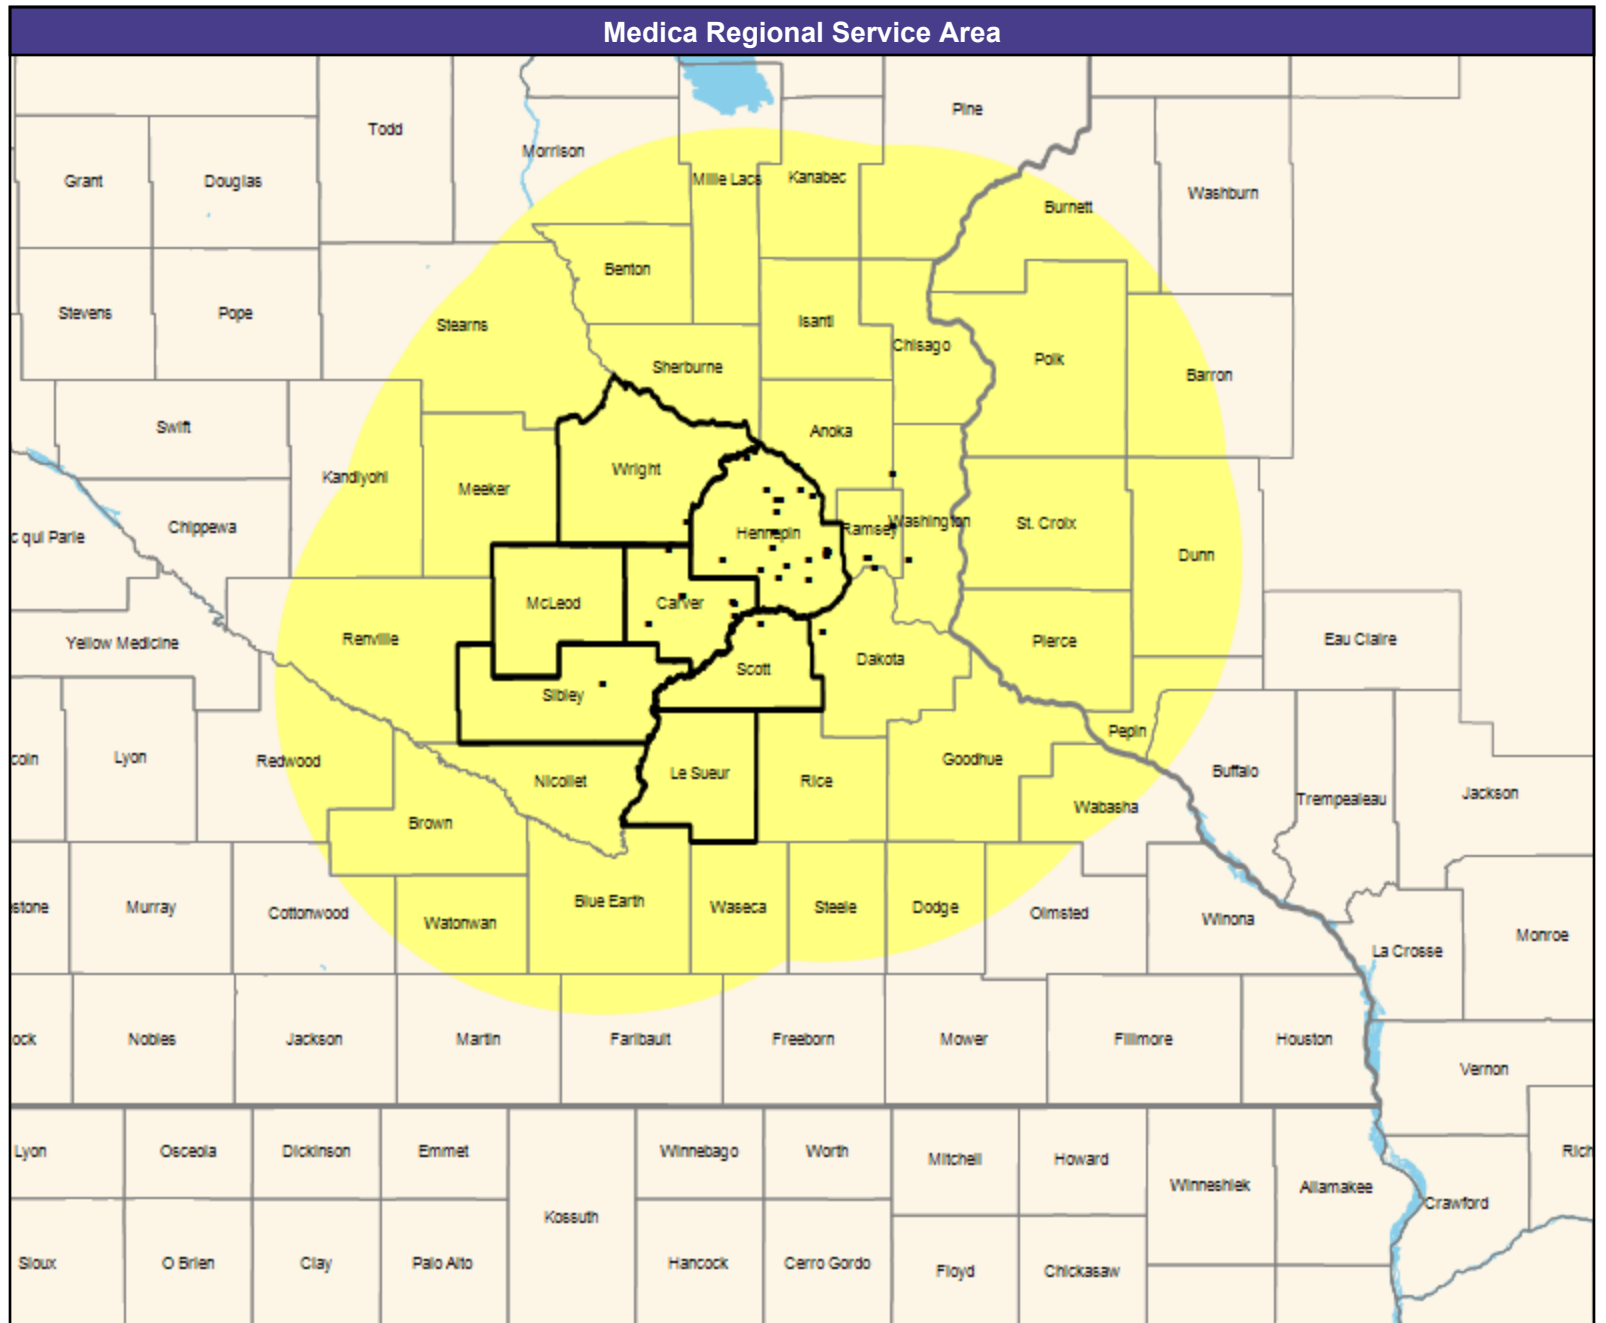 Medica Regional Service Area
Pine
Todd
Morrison
Grant
Douglas
Mille Lacs
Kanabec
Washburn
Burnett
Benton
Stevens
Pope
Stearns
Isanti
Chisago
Polk
Barron
Sherburne
Swift
Anoka
Kandiyohi
Wright
Meeker
Chippewa
c qui Parle
Hennepin
Ramsey
Washington
St. Croix
Dunn
McLeod
Carver
Yellow Medicine
Renville
Pierce
Eau Claire
Scott
Dakota
Sibley
coln
Lyon
Redwood
Nicollet
Le Sueur
Rice
Goodhue
Pepin
Buffalo
Trempealeau
Jackson
Brown
Wabasha
stone
Murray
Cottonwood
Watonwan
Blue Earth
Waseca
Steele
Dodge
Olmsted
Winona
Monroe
La Crosse
ock
Nobles
Jackson
Martin
Faribault
Freeborn
Mower
Fillmore
Houston
Vernon
Lyon
Osceola
Dickinson
Emmet
Winnebago
Worth
Mitchell
Howard
Rich
Winneshiek
Allamakee
Crawford
Kossuth
Sioux
O Brien
Clay
Palo Alto
Hancock
Cerro Gordo
Floyd
Chickasaw